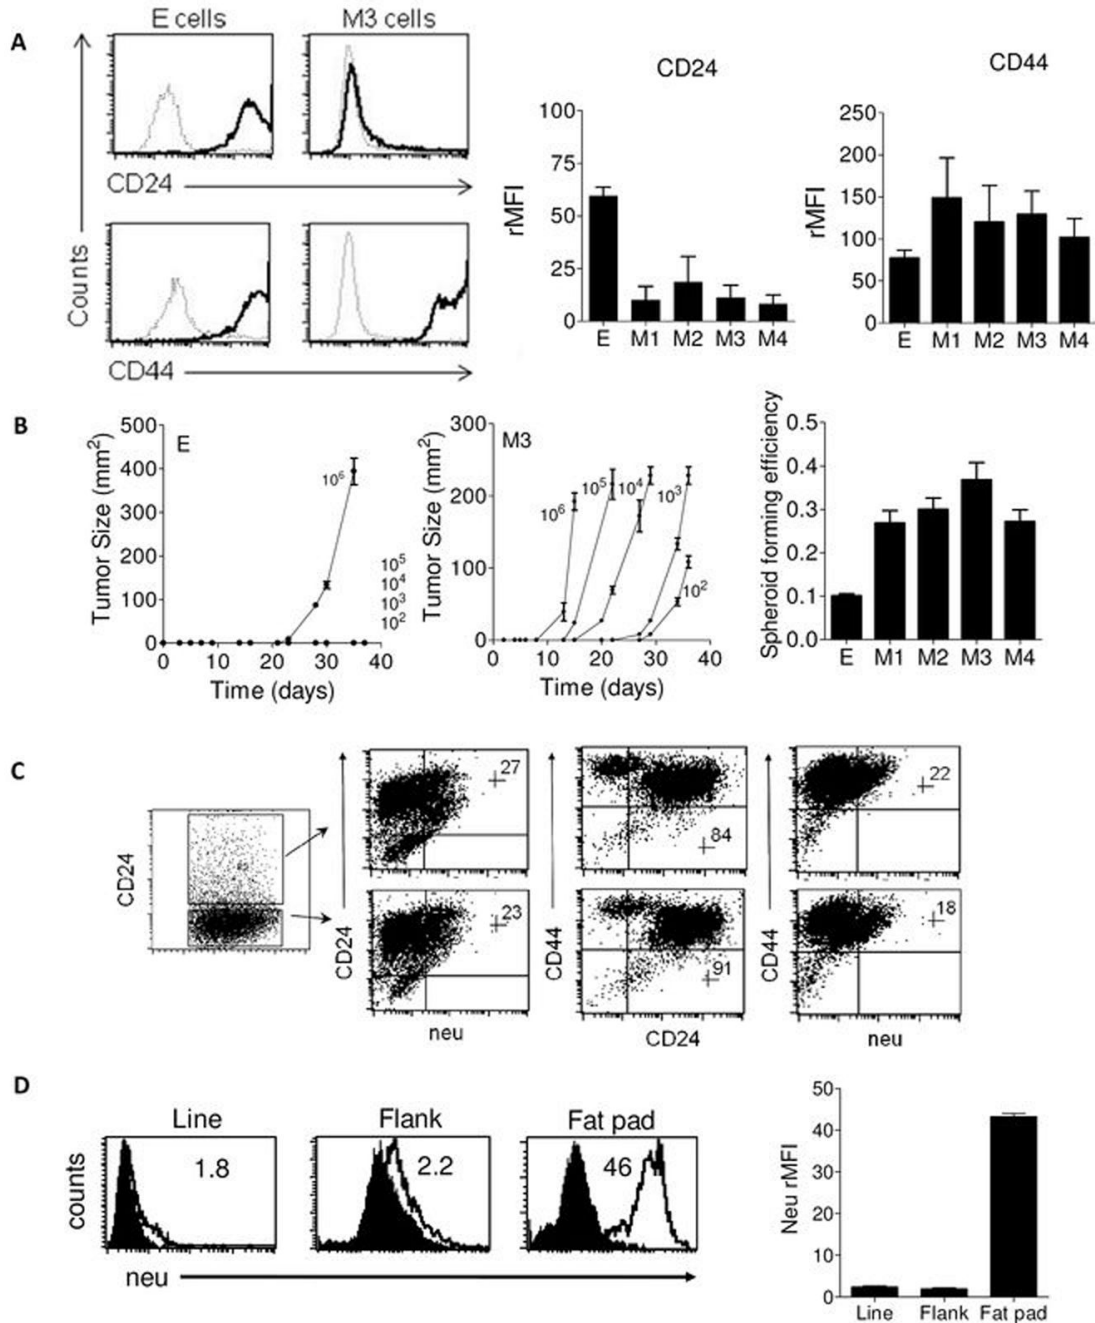 A
E cells
M3 cells
CD24
CD44
Counts
CD24
rMFI
100
75
50
25
0
E M1 M2 M3 M4
CD44
rMFI
250
200
150
100
50
0
E M1 M2 M3 M4
B
E
Tumor Size (mm²)
500
400
300
200
100
0
10⁶
10⁵
10⁴
10³
10²
0 10 20 30 40
Time (days)
M3
Tumor Size (mm²)
300
200
100
0
10⁶ 10⁵ 10⁴ 10³
10²
0 10 20 30 40
Time (days)
Spheroid forming efficiency
0.5
0.4
0.3
0.2
0.1
0.0
E M1 M2 M3 M4
C
CD24
27
84
22
23
91
18
CD24
CD44
CD44
neu
CD24
neu
D
Line
Flank
Fat pad
counts
1.8
2.2
46
neu
Neu rMFI
50
40
30
20
10
0
Line Flank Fat pad